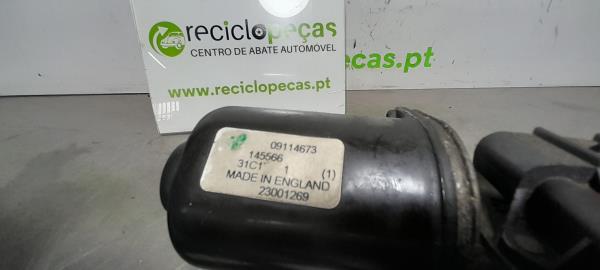 reciclopeças
CENTRO DE ABATE AUTOMÓVEL
www.reciclopecas.pt
ecas.pt
09114673
145566
31C1 1 (1)
MADE IN ENGLAND
23001269